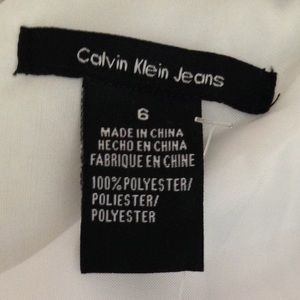 Calvin Klein Jeans
6
MADE IN CHINA
HECHO EN CHINA
FABRIQUE EN CHINE
100%POLYESTER/
POLIESTER/
POLYESTER